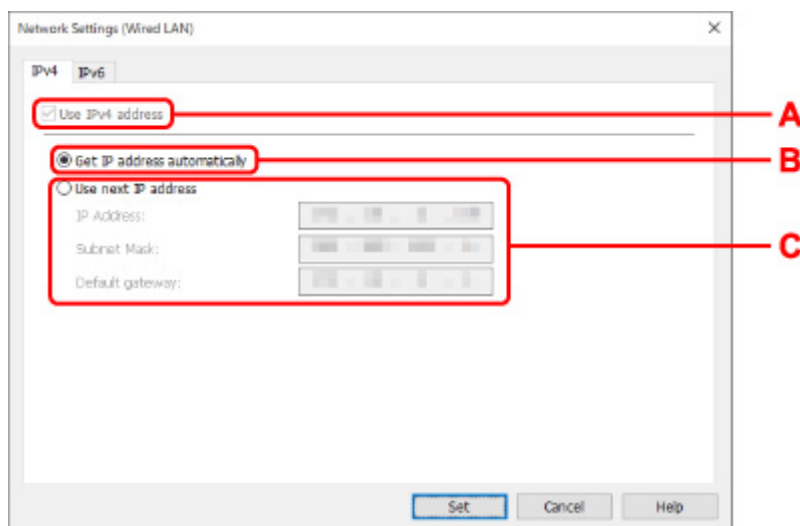 Network Settings (Wired LAN)
IPv4 IPv6
Use IPv4 address
A
Get IP address automatically
B
Use next IP address
IP Address:
Subnet Mask:
C
Default gateway:
Set Cancel Help